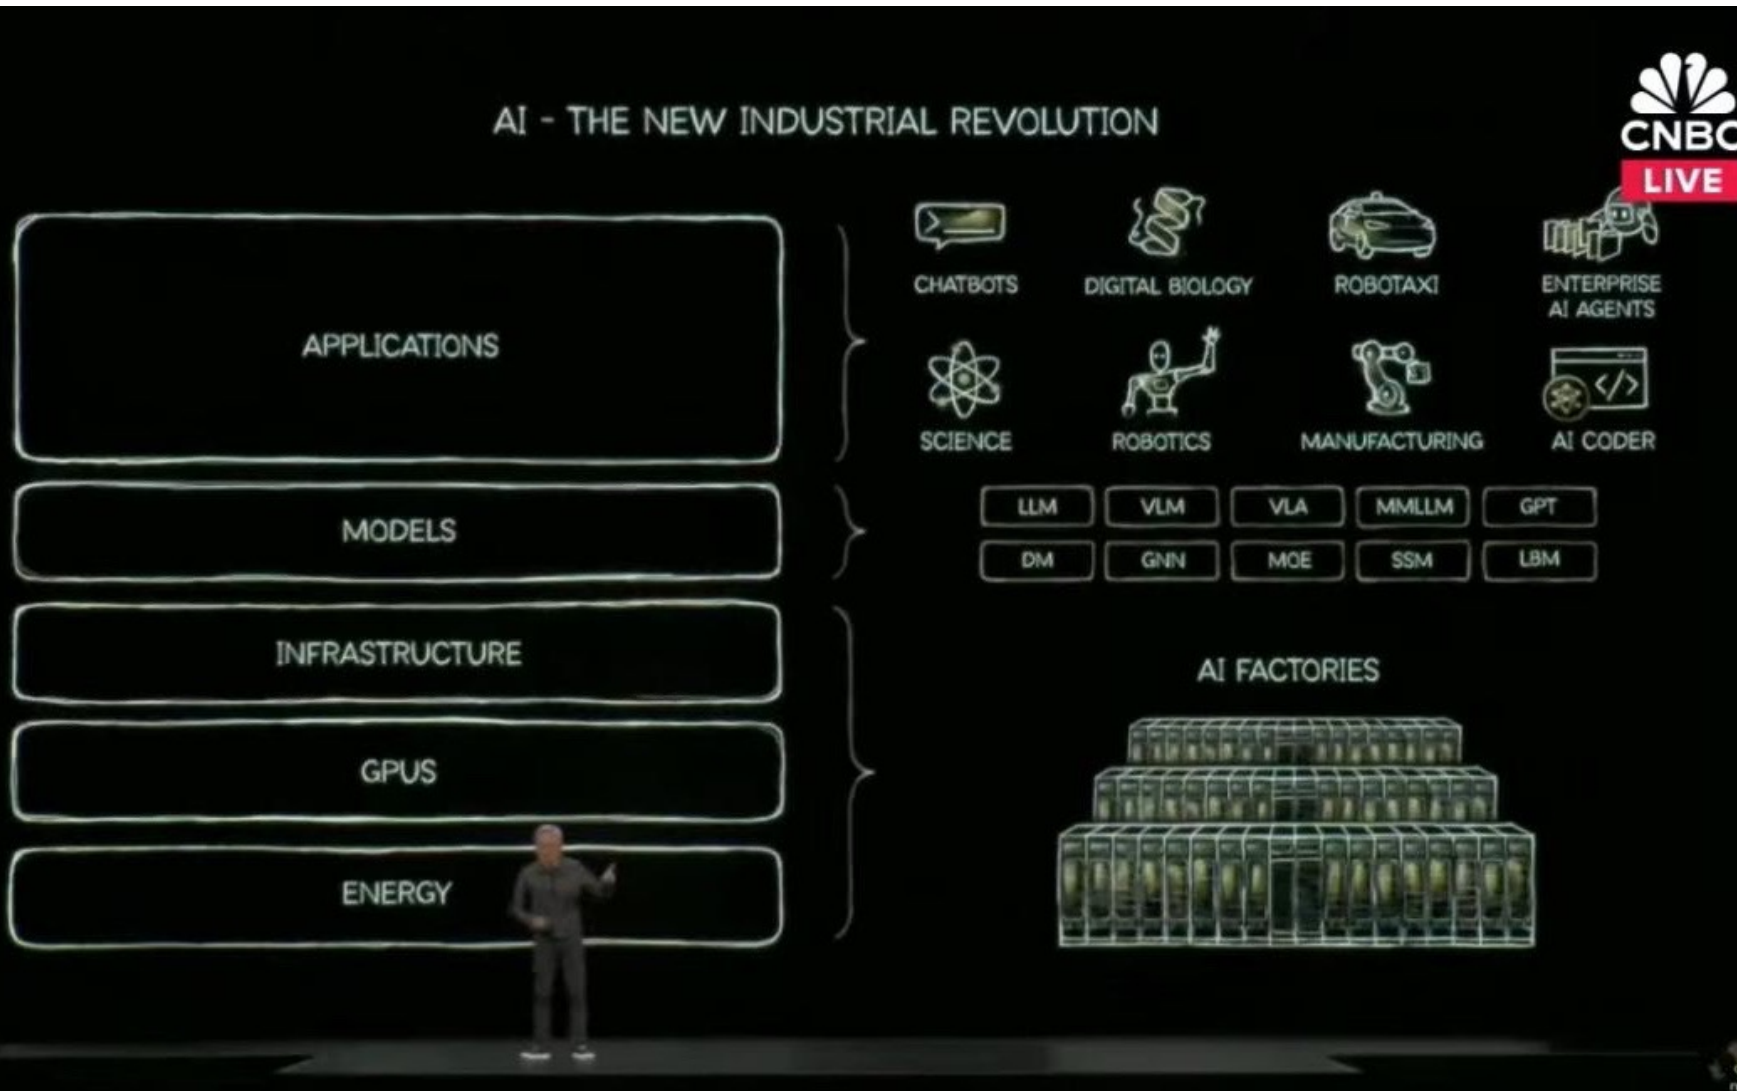 AI - THE NEW INDUSTRIAL REVOLUTION
CNBC
LIVE
APPLICATIONS
CHATBOTS
DIGITAL BIOLOGY
ROBOTAXI
ENTERPRISE
AI AGENTS
SCIENCE
ROBOTICS
MANUFACTURING
AI CODER
MODELS
LLM
VLM
VLA
MMLLM
GPT
DM
GNN
MOE
SSM
LBM
INFRASTRUCTURE
GPUS
ENERGY
AI FACTORIES